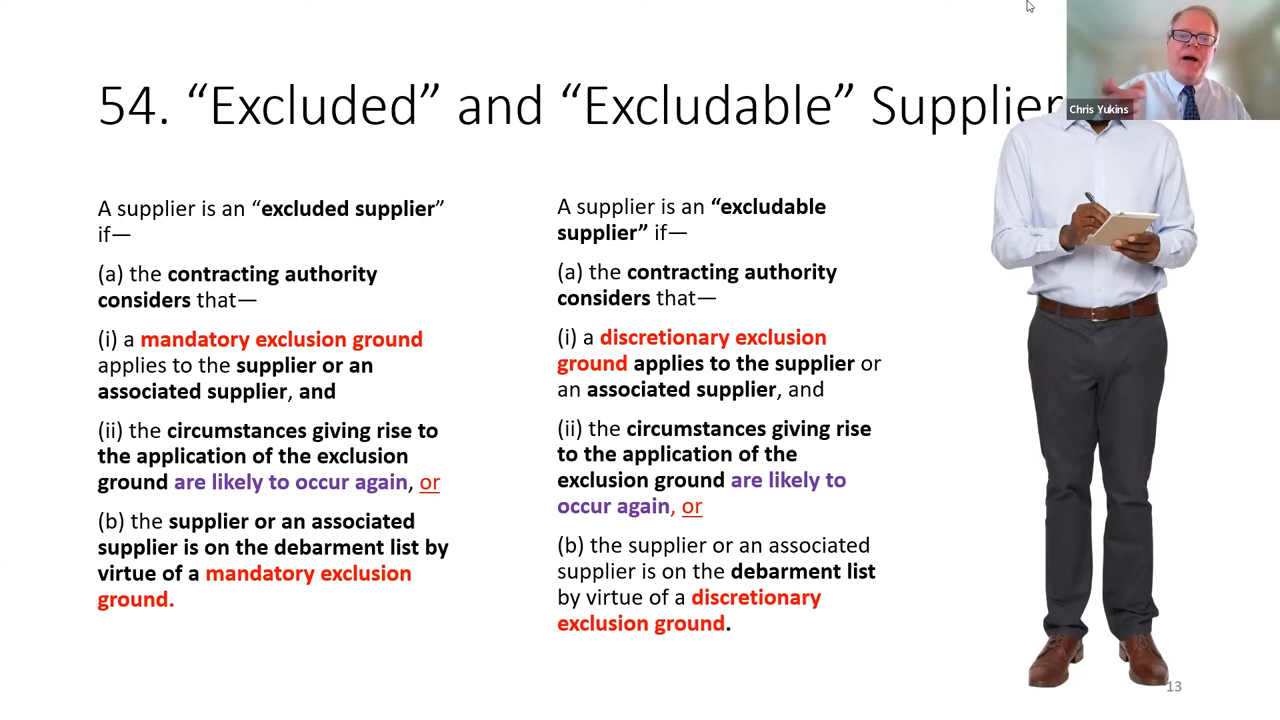 54. “Excluded” and “Excludable” Supplier
Chris Yukins
A supplier is an “excluded supplier”
if—
(a) the contracting authority
considers that—
(i) a mandatory exclusion ground
applies to the supplier or an
associated supplier, and
(ii) the circumstances giving rise to
the application of the exclusion
ground are likely to occur again, or
(b) the supplier or an associated
supplier is on the debarment list by
virtue of a mandatory exclusion
ground.
A supplier is an “excludable
supplier” if—
(a) the contracting authority
considers that—
(i) a discretionary exclusion
ground applies to the supplier or
an associated supplier, and
(ii) the circumstances giving rise
to the application of the
exclusion ground are likely to
occur again, or
(b) the supplier or an associated
supplier is on the debarment list
by virtue of a discretionary
exclusion ground.
13